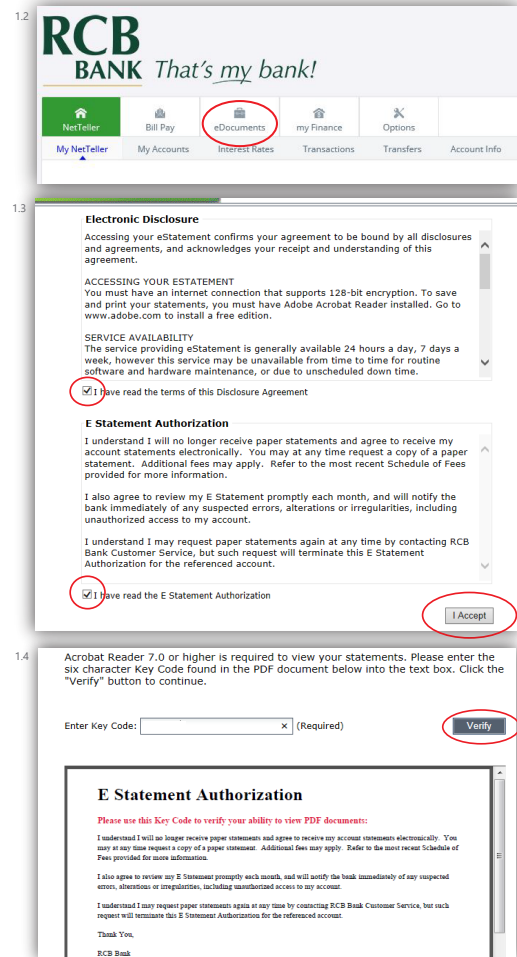 1.2
RCB
BANK That's my bank!
NetTeller Bill Pay eDocuments my Finance Options
My NetTeller My Accounts Interest Rates Transactions Transfers Account Info
1.3
Electronic Disclosure
Accessing your eStatement confirms your agreement to be bound by all disclosures
and agreements, and acknowledges your receipt and understanding of this
agreement.
ACCESSING YOUR ESTATEMENT
You must have an internet connection that supports 128-bit encryption. To save
and print your statements, you must have Adobe Acrobat Reader installed. Go to
www.adobe.com to install a free edition.
SERVICE AVAILABILITY
The service providing eStatement is generally available 24 hours a day, 7 days a
week, however this service may be unavailable from time to time for routine
software and hardware maintenance, or due to unscheduled down time.
I have read the terms of this Disclosure Agreement
E Statement Authorization
I understand I will no longer receive paper statements and agree to receive my
account statements electronically. You may at any time request a copy of a paper
statement. Additional fees may apply. Refer to the most recent Schedule of Fees
provided for more information.
I also agree to review my E Statement promptly each month, and will notify the
bank immediately of any suspected errors, alterations or irregularities, including
unauthorized access to my account.
I understand I may request paper statements again at any time by contacting RCB
Bank Customer Service, but such request will terminate this E Statement
Authorization for the referenced account.
I have read the E Statement Authorization
I Accept
1.4
Acrobat Reader 7.0 or higher is required to view your statements. Please enter the
six character Key Code found in the PDF document below into the text box. Click the
"Verify" button to continue.
Enter Key Code: × (Required) Verify
E Statement Authorization
Please use this Key Code to verify your ability to view PDF documents:
I understand I will no longer receive paper statements and agree to receive my account statements electronically. You
may at any time request a copy of a paper statement. Additional fees may apply. Refer to the most recent Schedule of
Fees provided for more information.
I also agree to review my E Statement promptly each month, and will notify the bank immediately of any suspected
errors, alterations or irregularities, including unauthorized access to my account.
I understand I may request paper statements again at any time by contacting RCB Bank Customer Service, but such
request will terminate this E Statement Authorization for the referenced account.
Thank You,
RCB Bank